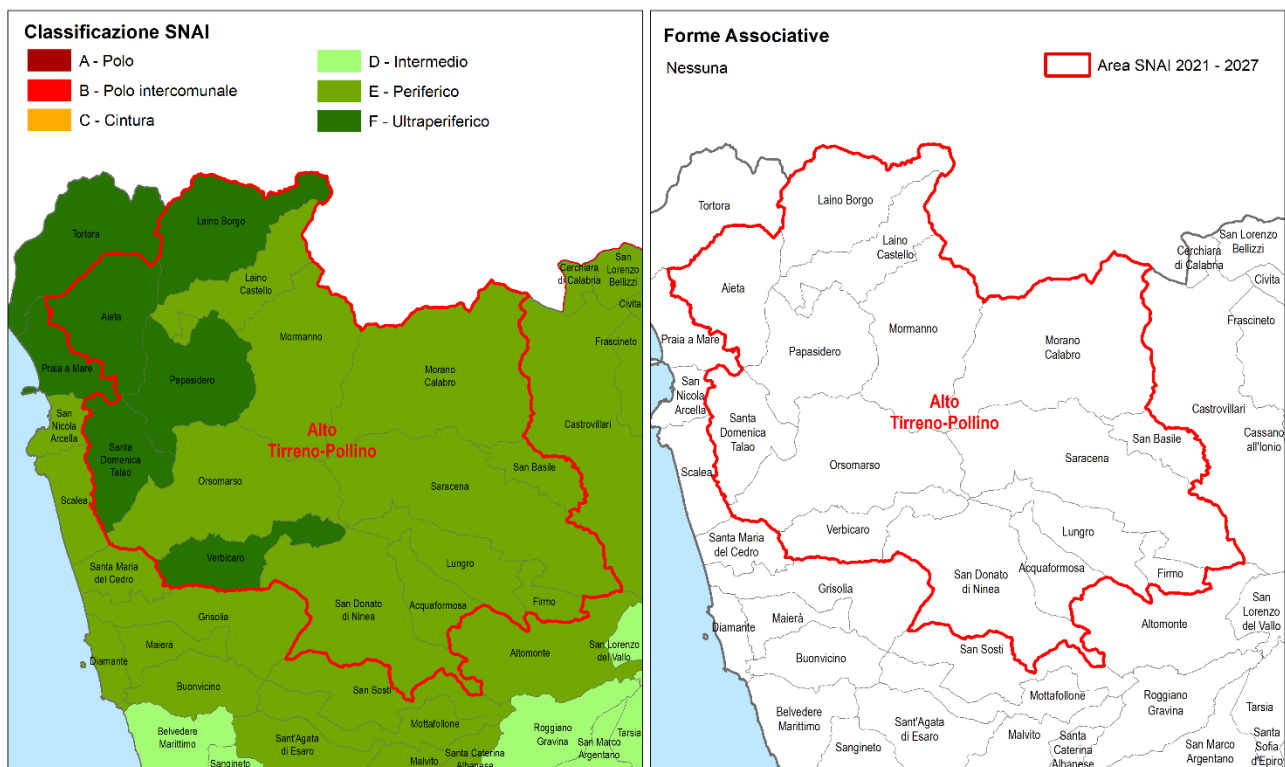 Classificazione SNAI
A - Polo
B - Polo intercomunale
C - Cintura
D - Intermedio
E - Periferico
F - Ultraperiferico
Tortora
Laino Borgo
Laino
Castello
Aieta
Mormanno
Praia a Mare
Papasidero
Morano
Calabro
Cerchiara
di Calabria
San
Lorenzo
Bellizzi
Civita
Frascineto
San
Nicola
Arcella
Castrovillari
Alto
Tirreno-Pollino
Santa
Domenica
Talao
San Basile
Orsomarso
Saracena
Scalea
Verbicaro
Lungro
Santa Maria
del Cedro
Acquaformosa
Firmo
San Donato
di Ninea
Grisolia
Maierà
Altomonte
San Lorenzo
del Vallo
Diamante
Buonvicino
San Sosti
Mottafollone
Belvedere
Marittimo
Sant'Agata
di Esaro
Roggiano
Gravina
Tarsia
San Marco
Argentano
Sangineto
Malvito
Santa Caterina
Albanese
Forme Associative
Nessuna
Area SNAI 2021 - 2027
Tortora
Laino Borgo
Laino
Castello
San Lorenzo
Bellizzi
Cerchiara
di Calabria
Civita
Aieta
Mormanno
Frascineto
Praia a Mare
Papasidero
Morano
Calabro
San
Nicola
Arcella
Castrovillari
Alto
Tirreno-Pollino
Santa
Domenica
Talao
San Basile
Cassano
all'Ionio
Orsomarso
Saracena
Scalea
Verbicaro
Lungro
Santa Maria
del Cedro
Acquaformosa
San Donato
di Ninea
Firmo
Grisolia
San
Lorenzo
del Vallo
Maierà
Altomonte
Diamante
Buonvicino
San Sosti
Mottafollone
Roggiano
Gravina
Belvedere
Marittimo
Sant'Agata
di Esaro
Tarsia
Malvito
Sangineto
Santa
Caterina
Albanese
San Marco
Argentano
Santa
Sofia
d'Epiro